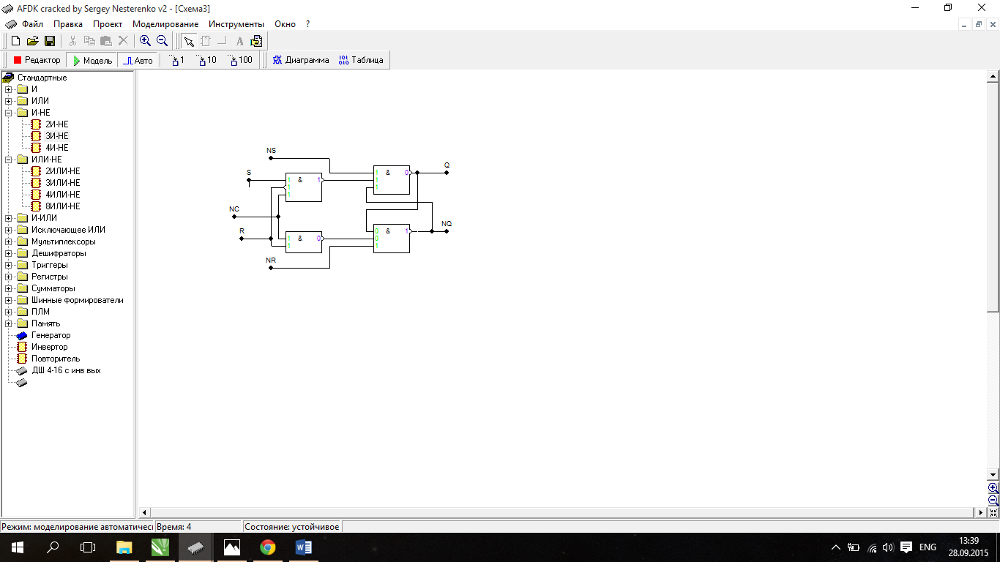 AFDK cracked by Sergey Nesterenko v2 - [Схема3]
Файл Правка Проект Моделирование Инструменты Окно ?
Редактор Модель Авто 1 10 100 Диаграмма Таблица
Стандартные
И
ИЛИ
И-НЕ
2И-НЕ
3И-НЕ
4И-НЕ
ИЛИ-НЕ
2ИЛИ-НЕ
3ИЛИ-НЕ
4ИЛИ-НЕ
8ИЛИ-НЕ
И-ИЛИ
Исключающее ИЛИ
Мультиплексоры
Дешифраторы
Триггеры
Регистры
Сумматоры
Шинные формирователи
ПЛМ
Память
Генератор
Инвертор
Повторитель
ДШ 4-16 с инв вых
NS
Q
S
1 & 1
1
1
1 & 0
1
1
NC
NQ
R
1 & 0
1
0 & 1
0
1
NR
Режим: моделирование автоматичесі Время: 4 Состояние: устойчивое
ENG
13:39
28.09.2015